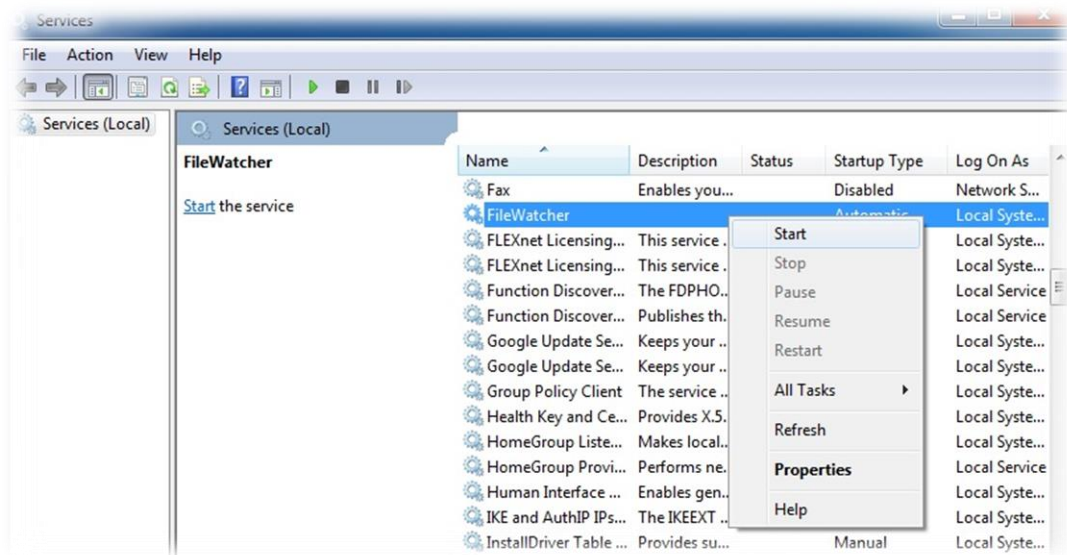 Services
File Action View Help
Services (Local)
Services (Local)
FileWatcher
Start the service
Name Description Status Startup Type Log On As
Fax Enables you... Disabled Network S...
FileWatcher Automatic Local Syste...
FLEXnet Licensing... This service . Local Syste...
FLEXnet Licensing... This service . Local Syste...
Function Discover... The FDPHO.. Local Service
Function Discover... Publishes th. Local Service
Google Update Se... Keeps your .. Local Syste...
Google Update Se... Keeps your .. Local Syste...
Group Policy Client The service .. Local Syste...
Health Key and Ce... Provides X.5. Local Syste...
HomeGroup Liste... Makes local.. Local Syste...
HomeGroup Provi... Performs ne. Local Service
Human Interface ... Enables gen.. Local Syste...
IKE and AuthIP IPs... The IKEEXT .. Local Syste...
InstallDriver Table ... Provides su... Manual Local Syste...
Start
Stop
Pause
Resume
Restart
All Tasks
Refresh
Properties
Help